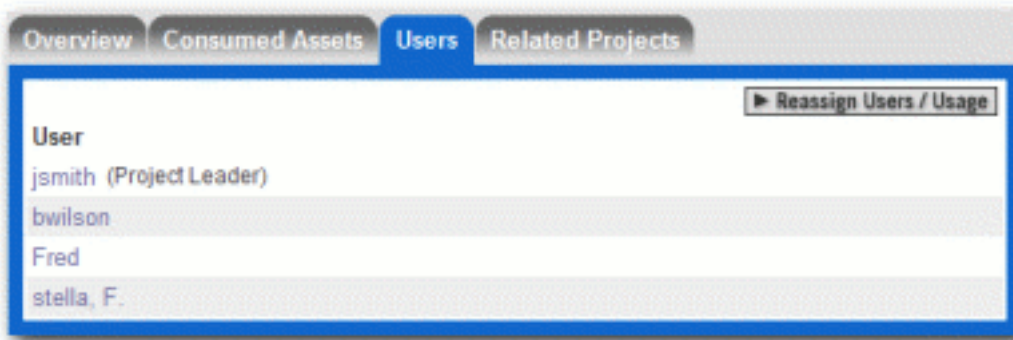 Overview Consumed Assets Users Related Projects
► Reassign Users / Usage
User
jsmith (Project Leader)
bwilson
Fred
stella, F.